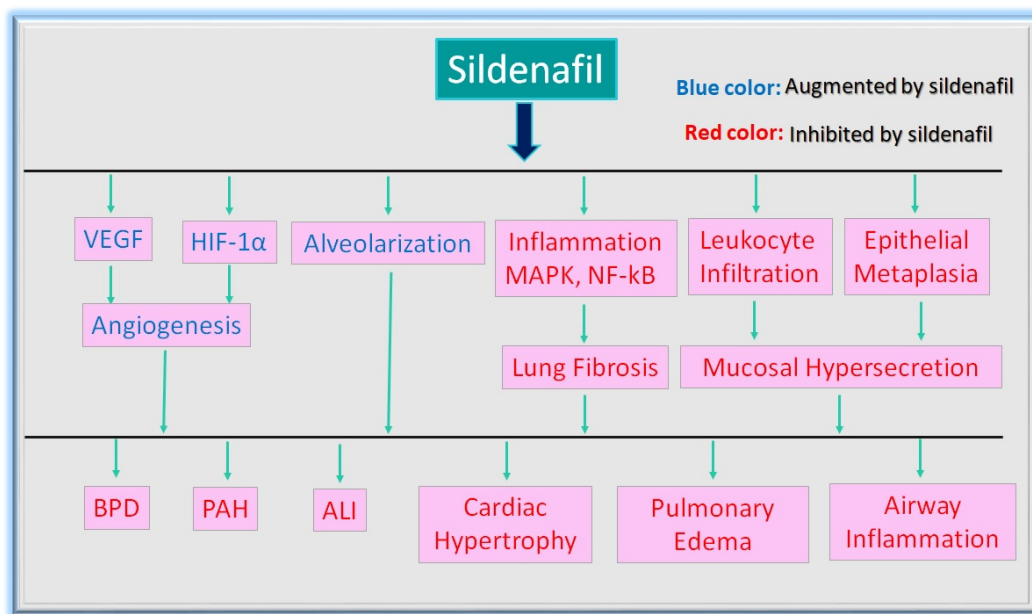 Sildenafil
Blue color: Augmented by sildenafil
Red color: Inhibited by sildenafil
VEGF
HIF-1α
Alveolarization
Inflammation
MAPK, NF-kB
Leukocyte
Infiltration
Epithelial
Metaplasia
Angiogenesis
Lung Fibrosis
Mucosal Hypersecretion
BPD
PAH
ALI
Cardiac
Hypertrophy
Pulmonary
Edema
Airway
Inflammation